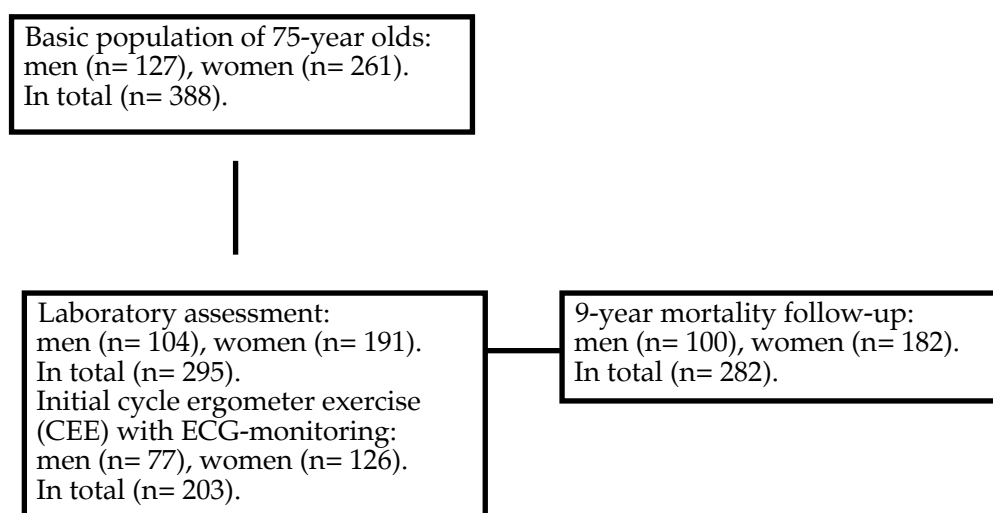 Basic population of 75-year olds:
men (n= 127), women (n= 261).
In total (n= 388).
Laboratory assessment:
men (n= 104), women (n= 191).
In total (n= 295).
Initial cycle ergometer exercise
(CEE) with ECG-monitoring:
men (n= 77), women (n= 126).
In total (n= 203).
9-year mortality follow-up:
men (n= 100), women (n= 182).
In total (n= 282).